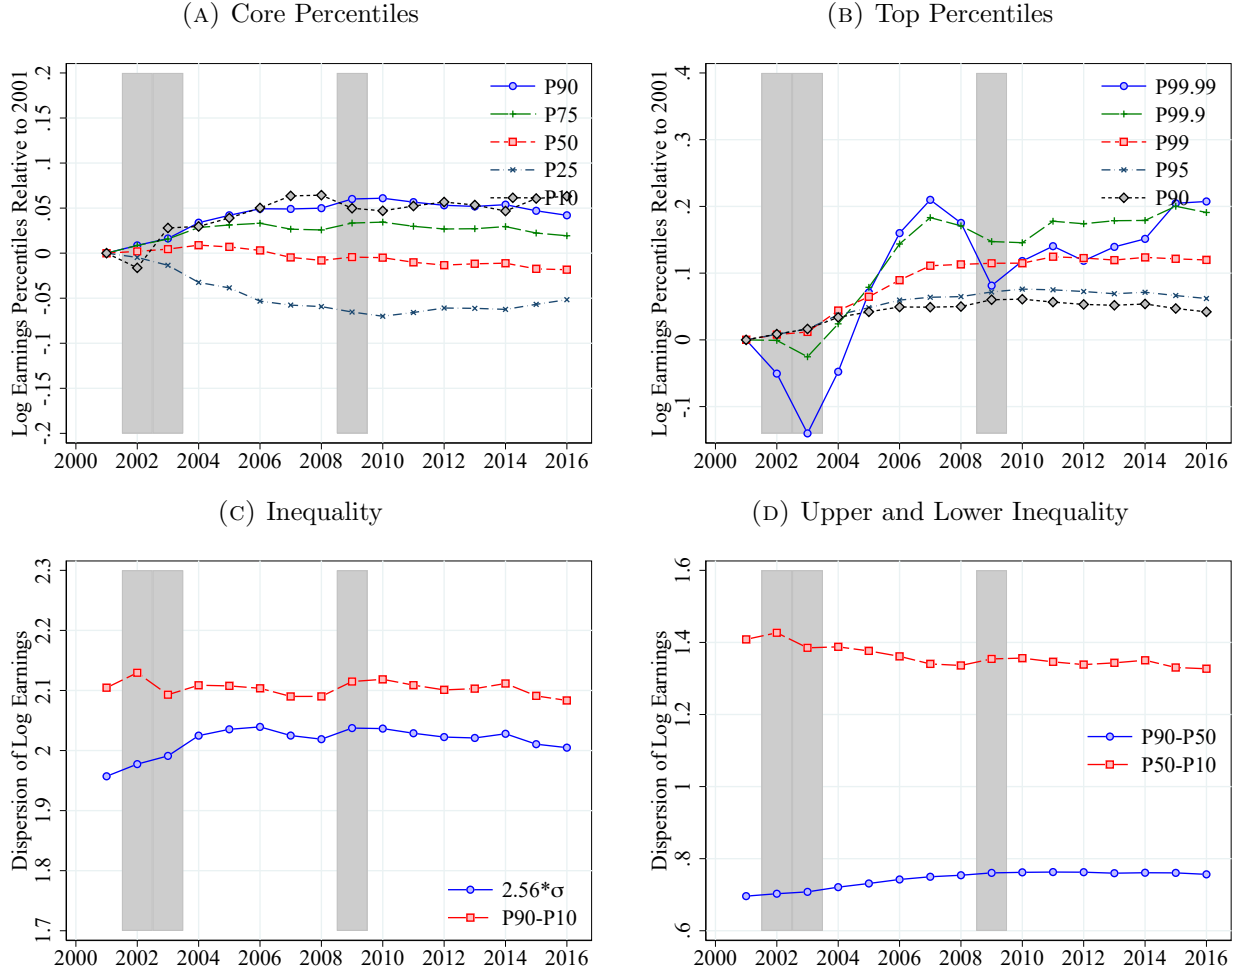 (A) Core Percentiles
Log Earnings Percentiles Relative to 2001
.2
.15
.1
.05
0
-.05
-.1
-.15
-.2
P90
P75
P50
P25
P10
2000 2002 2004 2006 2008 2010 2012 2014 2016
(B) Top Percentiles
Log Earnings Percentiles Relative to 2001
.4
.3
.2
.1
0
-.1
P99.99
P99.9
P99
P95
P90
2000 2002 2004 2006 2008 2010 2012 2014 2016
(C) Inequality
Dispersion of Log Earnings
2.3
2.2
2.1
2
1.9
1.8
1.7
2.56*σ
P90-P10
2000 2002 2004 2006 2008 2010 2012 2014 2016
(D) Upper and Lower Inequality
Dispersion of Log Earnings
1.6
1.4
1.2
1
.8
.6
P90-P50
P50-P10
2000 2002 2004 2006 2008 2010 2012 2014 2016